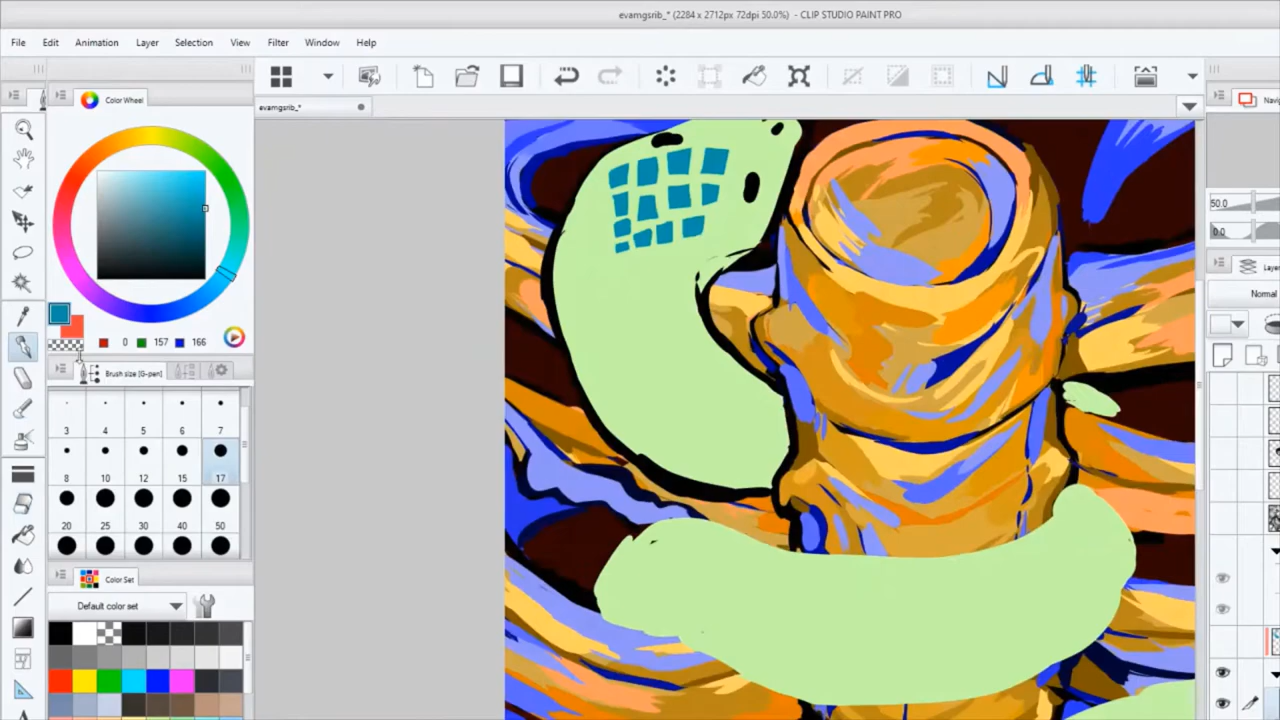 evamgsrib_* (2284 x 2712px 72dpi 50.0%) - CLIP STUDIO PAINT PRO
File Edit Animation Layer Selection View Filter Window Help
Color Wheel
evamgsrib_*
0 157 166
Brush size [G-pen]
3 4 5 6 7
8 10 12 15 17
20 25 30 40 50
Color Set
Default color set
50.0
0.0
Normal